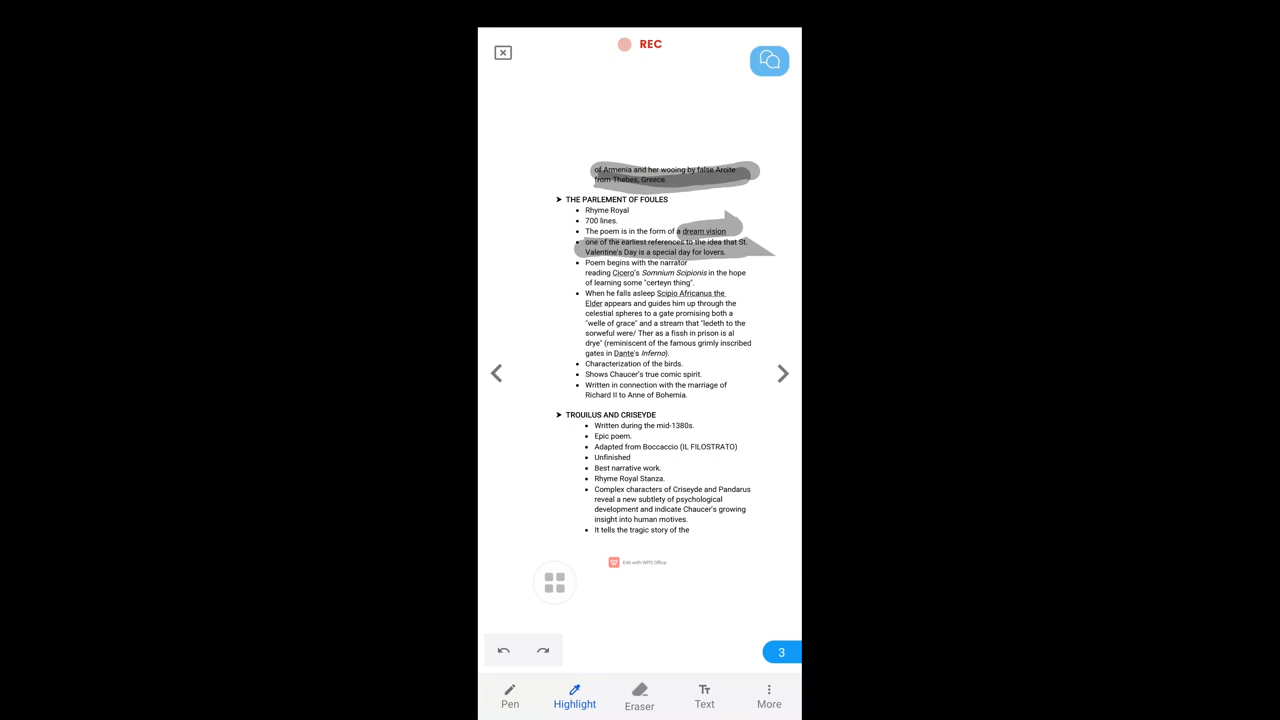 REC
of Armenia and her wooing by false Arcite
from Thebes, Greece.
➤ THE PARLEMENT OF FOULES
• Rhyme Royal
• 700 lines.
• The poem is in the form of a dream vision
• one of the earliest references to the idea that St.
Valentine's Day is a special day for lovers.
• Poem begins with the narrator
reading Cicero's Somnium Scipionis in the hope
of learning some "certeyn thing".
• When he falls asleep Scipio Africanus the
Elder appears and guides him up through the
celestial spheres to a gate promising both a
"welle of grace" and a stream that "ledeth to the
sorweful were/ Ther as a fissh in prison is al
drye" (reminiscent of the famous grimly inscribed
gates in Dante's Inferno).
• Characterization of the birds.
• Shows Chaucer's true comic spirit.
• Written in connection with the marriage of
Richard II to Anne of Bohemia.
➤ TROUILUS AND CRISEYDE
• Written during the mid-1380s.
• Epic poem.
• Adapted from Boccaccio (IL FILOSTRATO)
• Unfinished
• Best narrative work.
• Rhyme Royal Stanza.
• Complex characters of Criseyde and Pandarus
reveal a new subtlety of psychological
development and indicate Chaucer's growing
insight into human motives.
• It tells the tragic story of the
Edit with WPS Office
3
Pen Highlight Eraser Text More